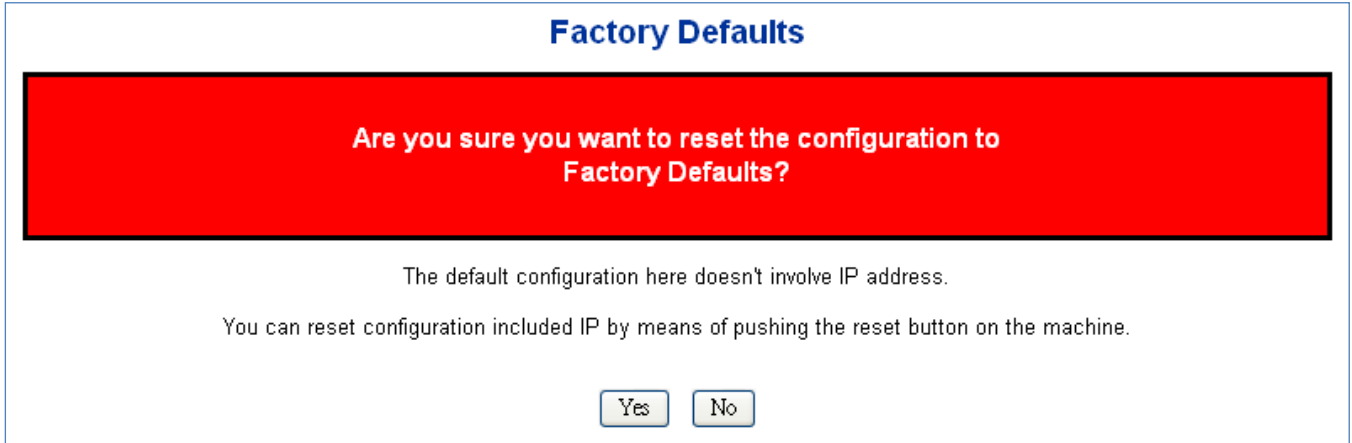 Factory Defaults
Are you sure you want to reset the configuration to
Factory Defaults?
The default configuration here doesn't involve IP address.
You can reset configuration included IP by means of pushing the reset button on the machine.
Yes No